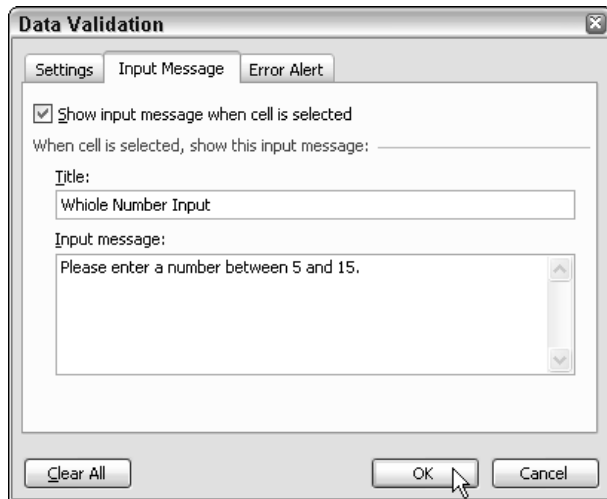 Data Validation
Settings Input Message Error Alert
Show input message when cell is selected
When cell is selected, show this input message:
Title:
Whole Number Input
Input message:
Please enter a number between 5 and 15.
Clear All OK Cancel